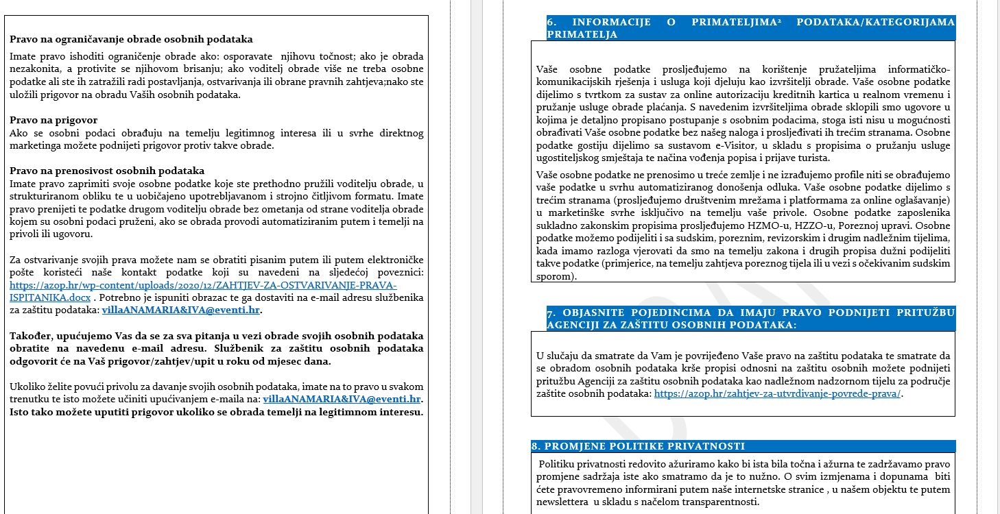 Pravo na ograničavanje obrade osobnih podataka
Imate pravo ishoditi ograničenje obrade ako: osporavate njihovu točnost; ako je obrada
nezakonita, a protivite se njihovom brisanju; ako voditelj obrade više ne treba osobne
podatke ali ste ih zatražili radi postavljanja, ostvarivanja ili obrane pravnih zahtjeva;nako ste
uložili prigovor na obradu Vaših osobnih podataka.
Pravo na prigovor
Ako se osobni podaci obrađuju na temelju legitimnog interesa ili u svrhe direktnog
marketinga možete podnijeti prigovor protiv takve obrade.
Pravo na prenosivost osobnih podataka
Imate pravo zaprimiti svoje osobne podatke koje ste prethodno pružili voditelju obrade, u
strukturiranom obliku te u uobičajeno upotrebljavanom i strojno čitljivom formatu. Imate
pravo prenijeti te podatke drugom voditelju obrade bez ometanja od strane voditelja obrade
kojem su osobni podaci pruženi, ako se obrada provodi automatiziranim putem i temelji na
privoli ili ugovoru.
Za ostvarivanje svojih prava možete nam se obratiti pisanim putem ili putem elektroničke
pošte koristeći naše kontakt podatke koji su navedeni na sljedećoj poveznici:
https://azop.hr/wp-content/uploads/2020/12/ZAHTJEV-ZA-OSTVARIVANJE-PRAVA-
ISPITANIKA.docx . Potrebno je ispuniti obrazac te ga dostaviti na e-mail adresu službenika
za zaštitu podataka: villaANAMARIA&IVA@eventi.hr.
Također, upućujemo Vas da se za sva pitanja u vezi obrade svojih osobnih podataka
obratite na navedenu e-mail adresu. Službenik za zaštitu osobnih podataka
odgovorit će na Vaš prigovor/zahtjev/upit u roku od mjesec dana.
Ukoliko želite povući privolu za davanje svojih osobnih podataka, imate na to pravo u svakom
trenutku te isto možete učiniti upućivanjem e-maila na: villaANAMARIA&IVA@eventi.hr.
Isto tako možete uputiti prigovor ukoliko se obrada temelji na legitimnom interesu.
6. INFORMACIJE O PRIMATELJIMA² PODATAKA/KATEGORIJAMA
PRIMATELJA
Vaše osobne podatke prosljeđujemo na korištenje pružateljima informatičko-
komunikacijskih rješenja i usluga koji djeluju kao izvršitelji obrade. Vaše osobne podatke
dijelimo s tvrtkom za sustav za online autorizaciju kreditnih kartica u realnom vremenu i
pružanje usluge obrade plaćanja. S navedenim izvršiteljima obrade sklopili smo ugovore u
kojima je detaljno propisano postupanje s osobnim podacima, stoga isti nisu u mogućnosti
obrađivati Vaše osobne podatke bez našeg naloga i prosljeđivati ih trećim stranama. Osobne
podatke gostiju dijelimo sa sustavom e-Visitor, u skladu s propisima o pružanju usluge
ugostiteljskog smještaja te načina vođenja popisa i prijave turista.
Vaše osobne podatke ne prenosimo u treće zemlje i ne izrađujemo profile niti se obrađujemo
vaše podatke u svrhu automatiziranog donošenja odluka. Vaše osobne podatke dijelimo s
trećim stranama (prosljeđujemo društvenim mrežama i platformama za online oglašavanje)
u marketinške svrhe isključivo na temelju vaše privole. Osobne podatke zaposlenika
sukladno zakonskim propisima prosljeđujemo HZMO-u, HZZO-u, Poreznoj upravi. Osobne
podatke možemo podijeliti i sa sudskim, poreznim, revizorskim i drugim nadležnim tijelima,
kada imamo razloga vjerovati da smo na temelju zakona i drugih propisa dužni podijeliti
takve podatke (primjerice, na temelju zahtjeva poreznog tijela ili u vezi s očekivanim sudskim
sporom).
7. OBJASNITE POJEDINCIMA DA IMAJU PRAVO PODNIJETI PRITUŽBU
AGENCIJI ZA ZAŠTITU OSOBNIH PODATAKA:
U slučaju da smatrate da Vam je povrijeđeno Vaše pravo na zaštitu podataka te smatrate da
se obradom osobnih podataka krše propisi odnosni na zaštitu osobnih možete podnijeti
pritužbu Agenciji za zaštitu osobnih podataka kao nadležnom nadzornom tijelu za područje
zaštite osobnih podataka: https://azop.hr/zahtjev-za-utvrdivanje-povrede-prava/.
8. PROMJENE POLITIKE PRIVATNOSTI
Politiku privatnosti redovito ažuriramo kako bi ista bila točna i ažurna te zadržavamo pravo
promjene sadržaja iste ako smatramo da je to nužno. O svim izmjenama i dopunama biti
ćete pravovremeno informirani putem naše internetske stranice , u našem objektu te putem
newslettera u skladu s načelom transparentnosti.